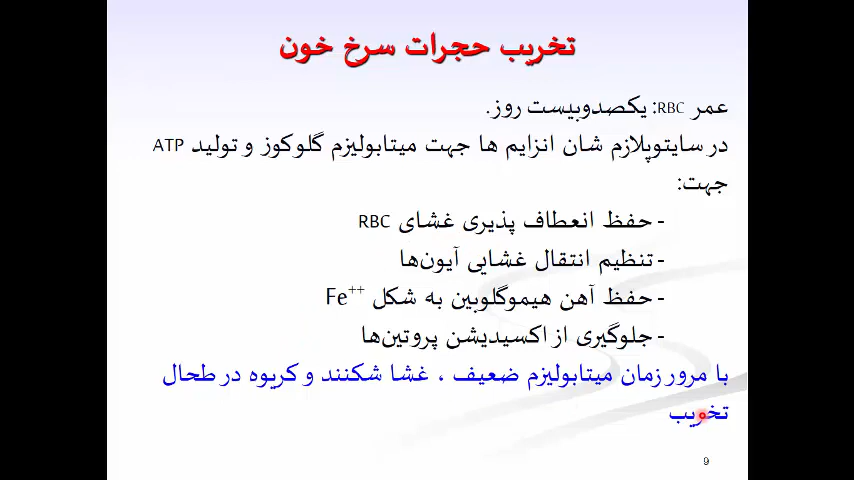 تخریب حجرات سرخ خون
عمر RBC: یکصدوبیست روز.
در سایتوپلازم شان انزایم ها جهت میتابولیزم گلوکوز و تولید ATP
جهت:
- حفظ انعطاف پذیری غشای RBC
- تنظیم انتقال غشایی آیون‌ها
- حفظ آهن هیموگلوبین به شکل Fe++
- جلوگیری از اکسیدیشن پروتین‌ها
با مرور زمان میتابولیزم ضعیف ، غشا شکنند و کریوه در طحال
تخریب
9